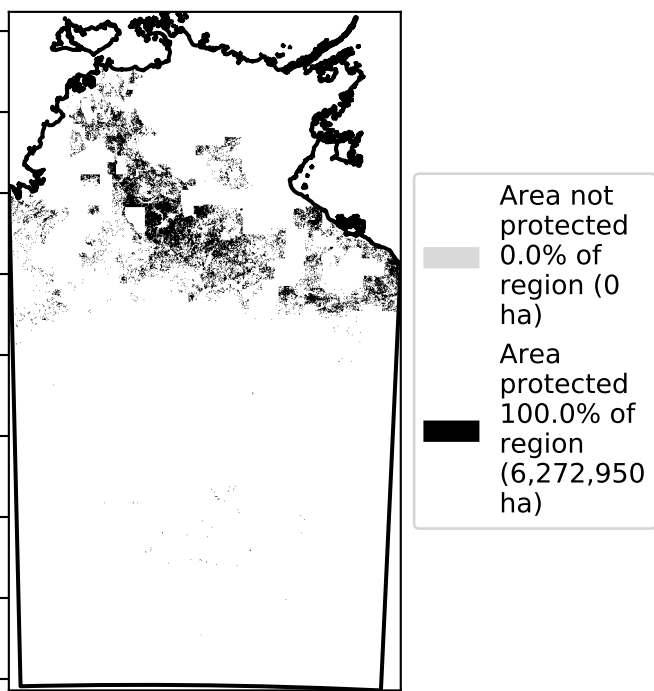 Area not
protected
0.0% of
region (0
ha)
Area
protected
100.0% of
region
(6,272,950
ha)